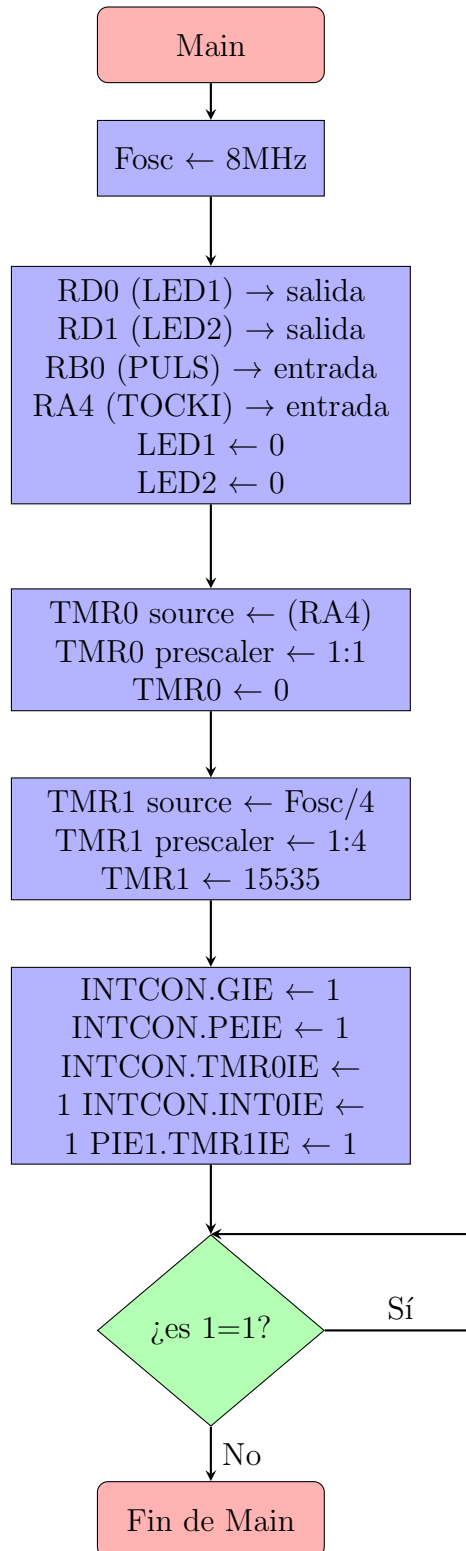 Main
Fosc ← 8MHz
RD0 (LED1) → salida
RD1 (LED2) → salida
RB0 (PULS) → entrada
RA4 (TOCKI) → entrada
LED1 ← 0
LED2 ← 0
TMR0 source ← (RA4)
TMR0 prescaler ← 1:1
TMR0 ← 0
TMR1 source ← Fosc/4
TMR1 prescaler ← 1:4
TMR1 ← 15535
INTCON.GIE ← 1
INTCON.PEIE ← 1
INTCON.TMR0IE ←
1 INTCON.INT0IE ←
1 PIE1.TMR1IE ← 1
¿es 1=1?
Sí
No
Fin de Main